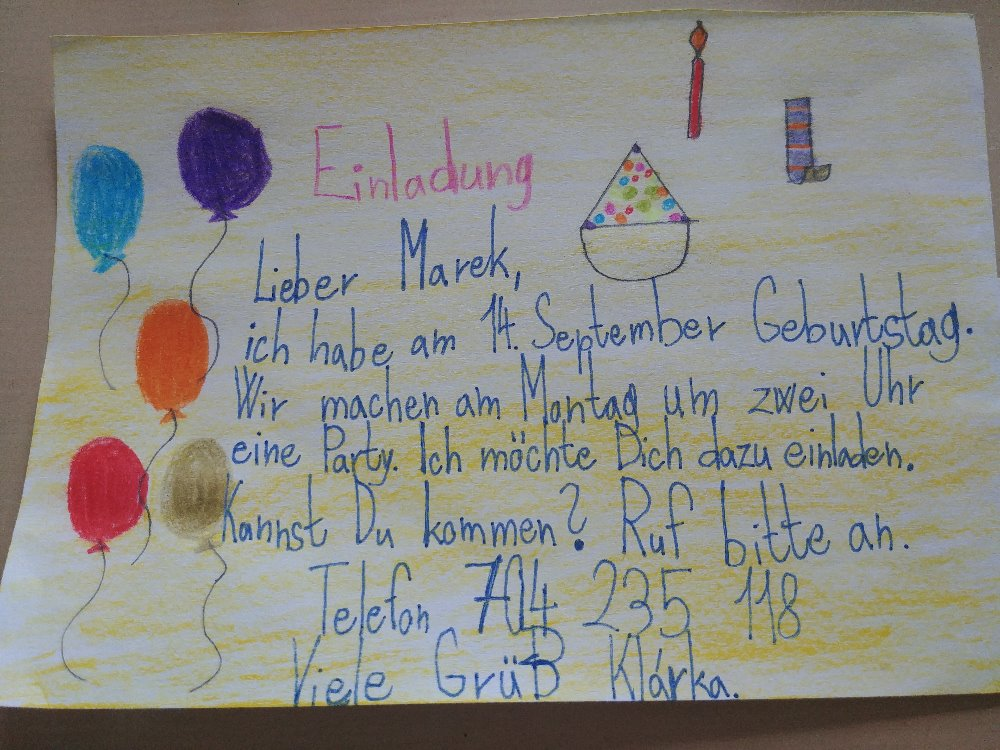 Einladung
Lieber Marek,
ich habe am 14. September Geburtstag.
Wir machen am Montag um zwei Uhr
eine Party. Ich möchte Dich dazu einladen.
Kannst Du kommen? Ruf bitte an.
Telefon 704 235 118
Viele Grüß Klárka.